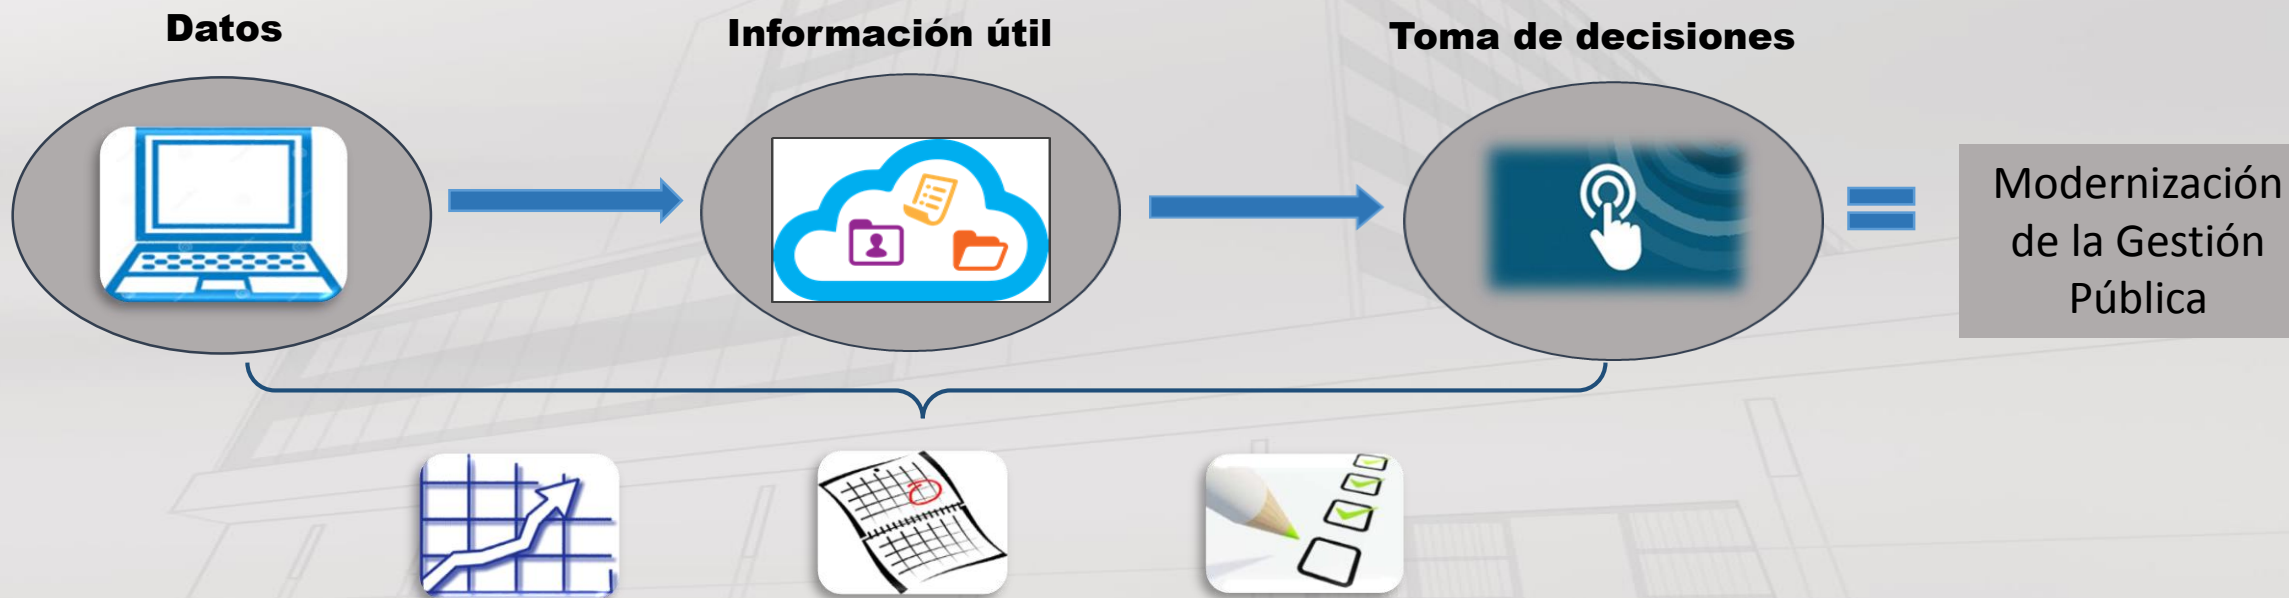 Datos
Información útil
Toma de decisiones
Modernización
de la Gestión
Pública